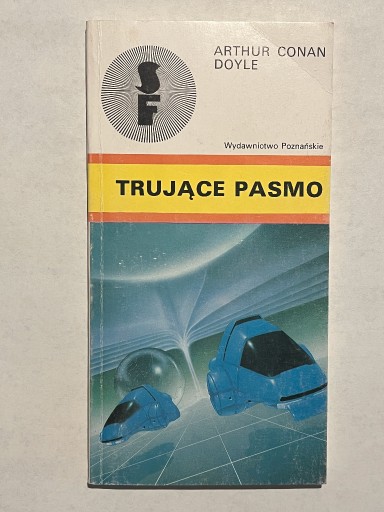 SF
ARTHUR CONAN
DOYLE
Wydawnictwo Poznańskie
TRUJĄCE PASMO